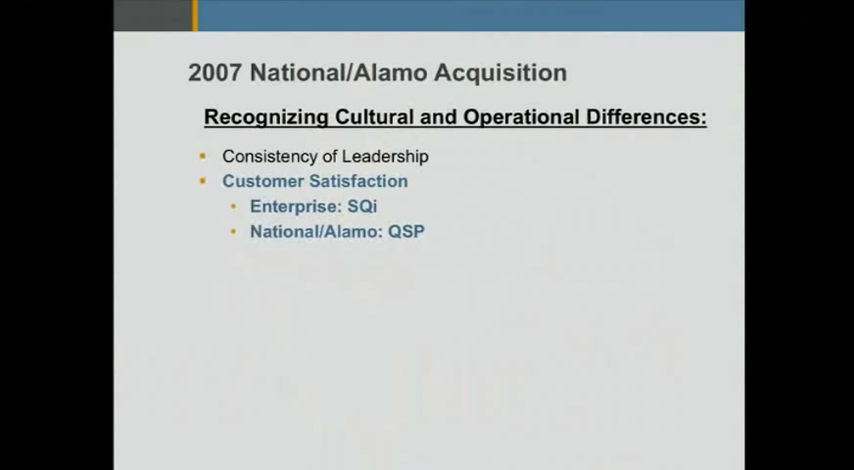 2007 National/Alamo Acquisition
Recognizing Cultural and Operational Differences:
Consistency of Leadership
Customer Satisfaction
Enterprise: SQi
National/Alamo: QSP